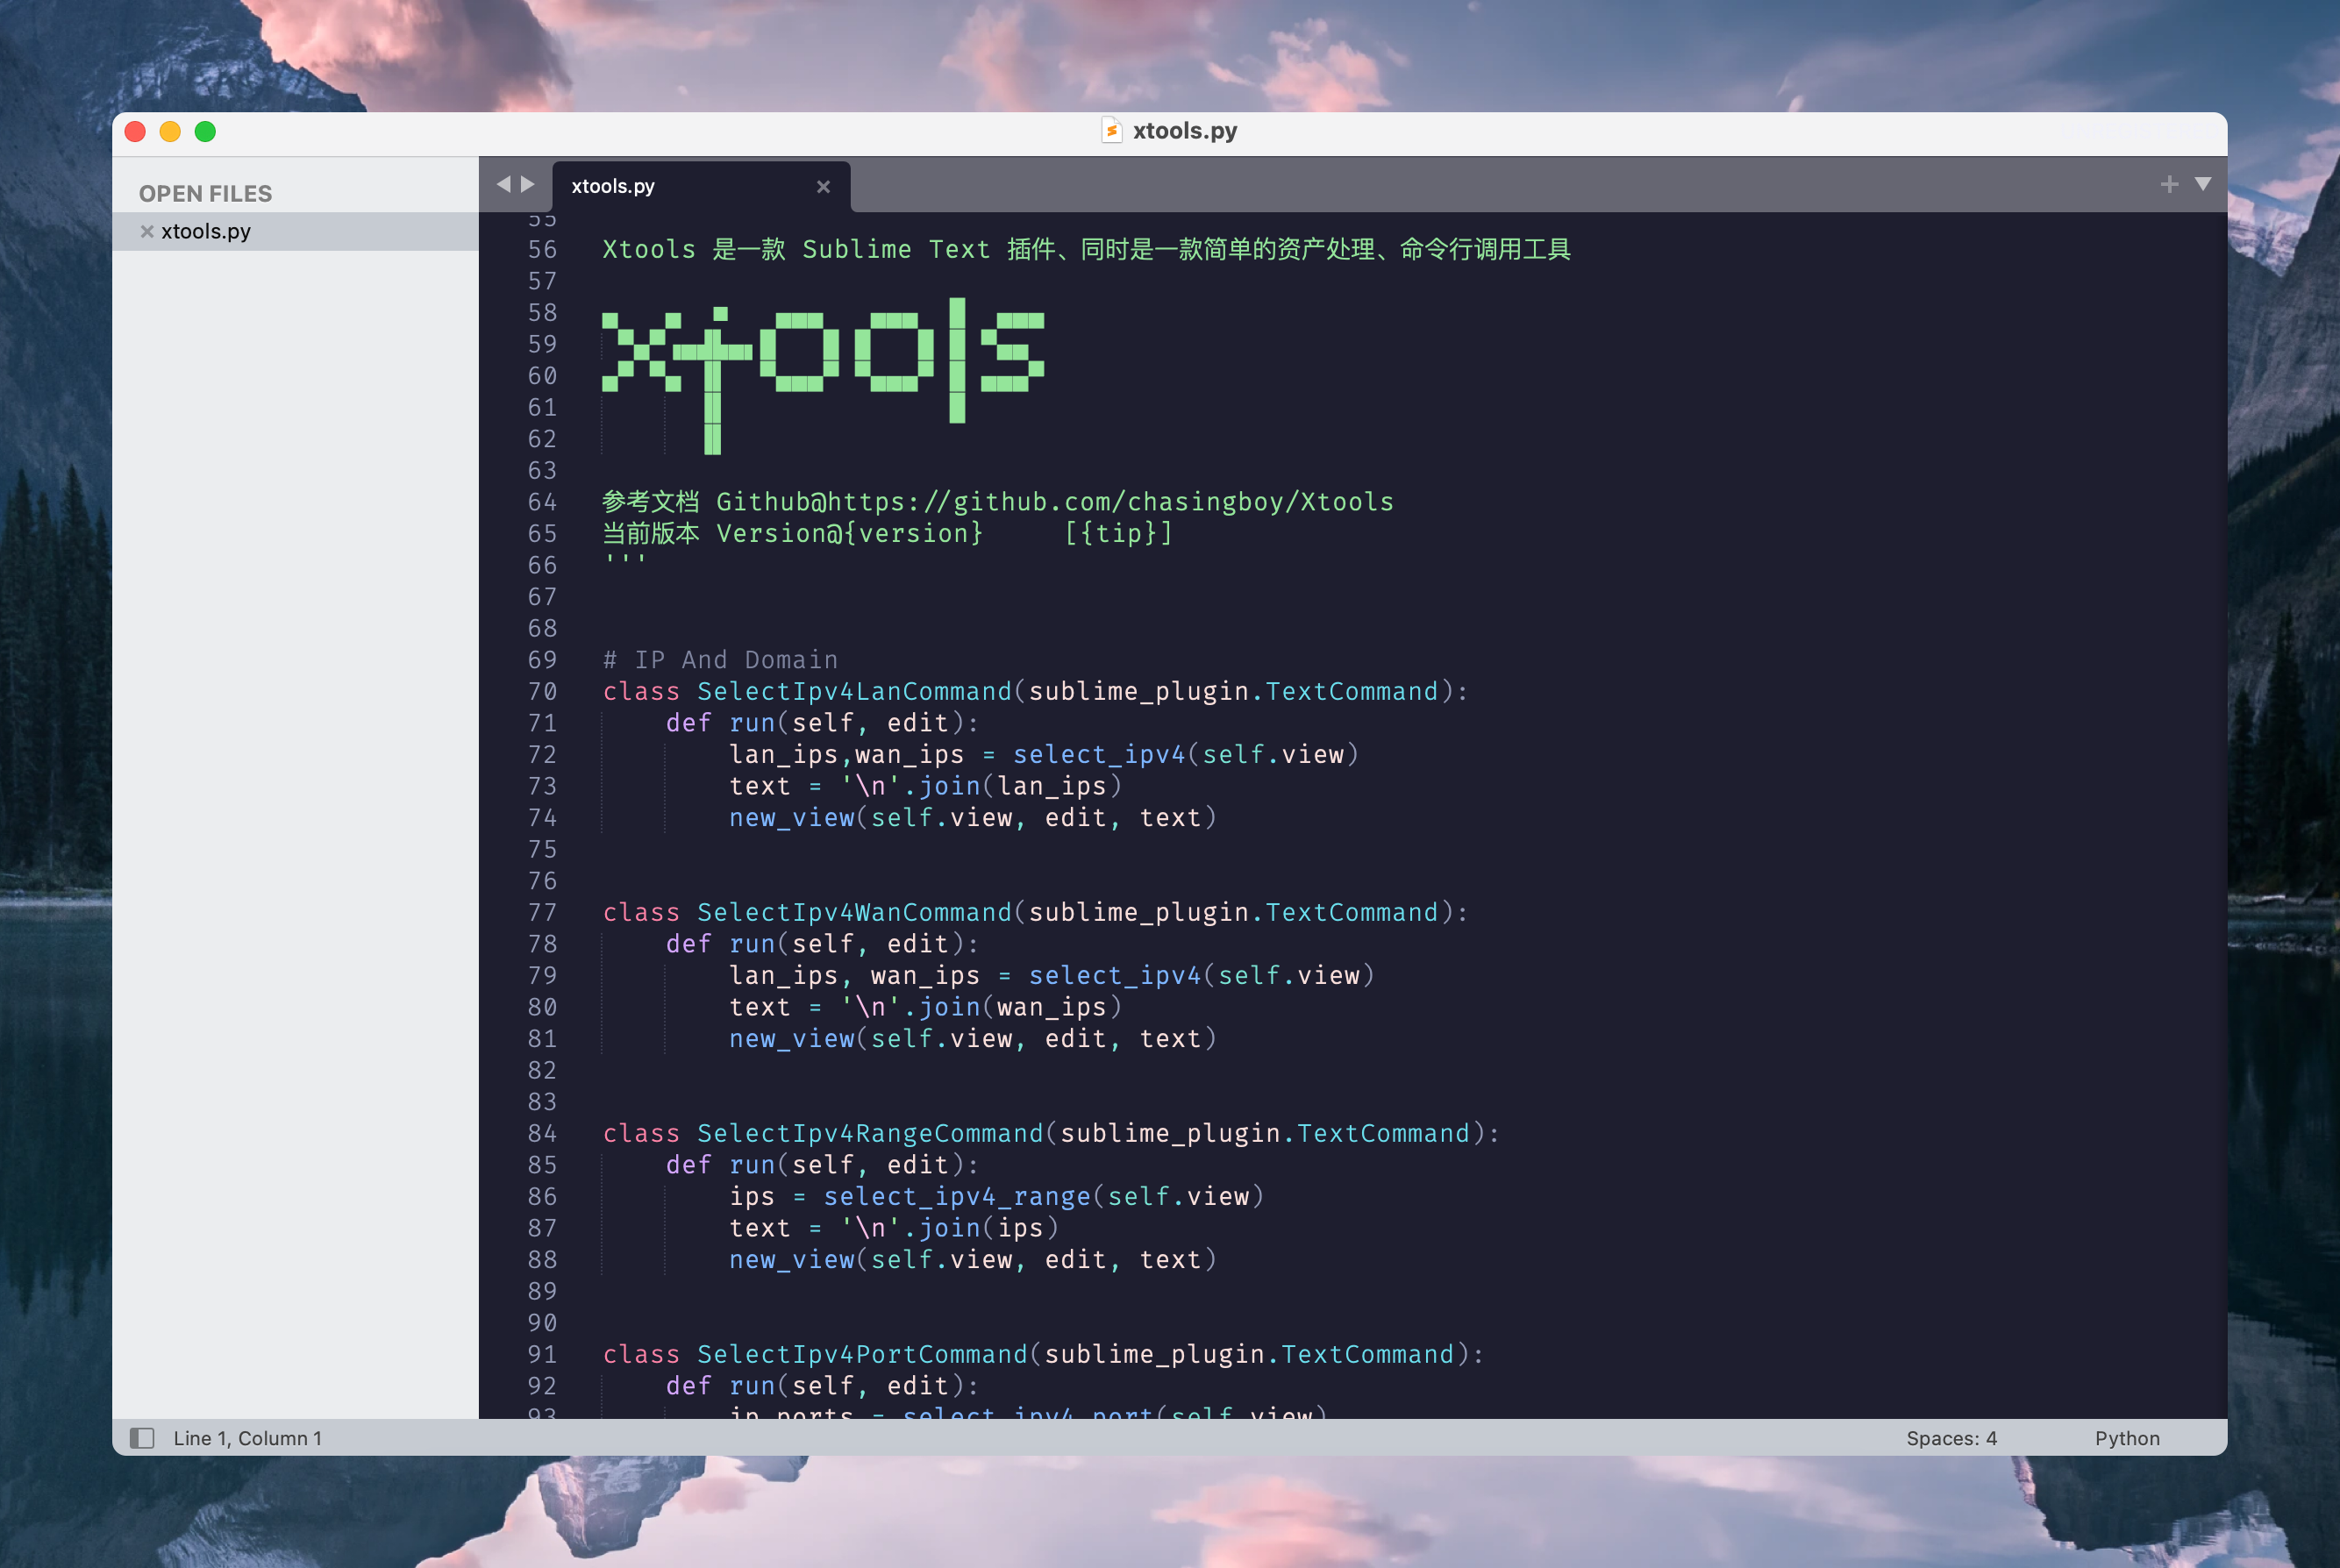 xtools.py
OPEN FILES
xtools.py
xtools.py
55
56 Xtools 是一款 Sublime Text 插件、同时是一款简单的资产处理、命令行调用工具
57
58
59
60
61
62
xtools
63
64 参考文档 Github@https://github.com/chasingboy/Xtools
65 当前版本 Version@{version}     [{tip}]
66 '''
67
68
69 # IP And Domain
70 class SelectIpv4LanCommand(sublime_plugin.TextCommand):
71     def run(self, edit):
72         lan_ips,wan_ips = select_ipv4(self.view)
73         text = '\n'.join(lan_ips)
74         new_view(self.view, edit, text)
75
76
77 class SelectIpv4WanCommand(sublime_plugin.TextCommand):
78     def run(self, edit):
79         lan_ips, wan_ips = select_ipv4(self.view)
80         text = '\n'.join(wan_ips)
81         new_view(self.view, edit, text)
82
83
84 class SelectIpv4RangeCommand(sublime_plugin.TextCommand):
85     def run(self, edit):
86         ips = select_ipv4_range(self.view)
87         text = '\n'.join(ips)
88         new_view(self.view, edit, text)
89
90
91 class SelectIpv4PortCommand(sublime_plugin.TextCommand):
92     def run(self, edit):
93         ip_ports = select_ipv4_port(self.view)
Line 1, Column 1
Spaces: 4
Python